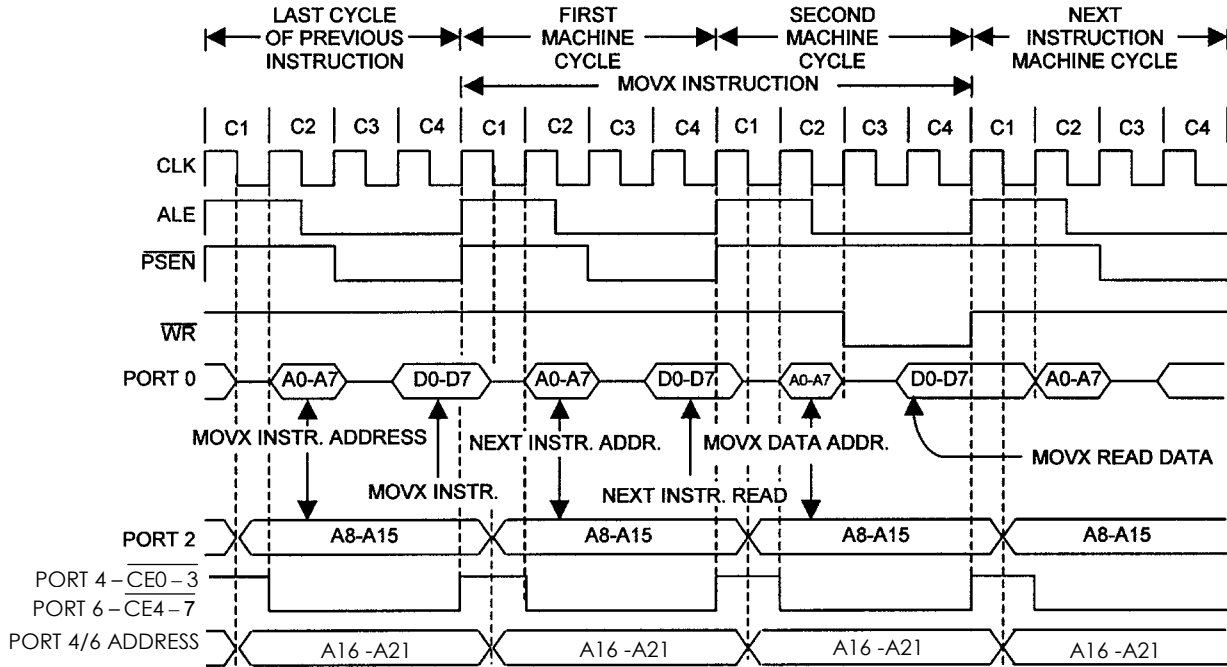 LAST CYCLE OF PREVIOUS INSTRUCTION
FIRST MACHINE CYCLE
SECOND MACHINE CYCLE
NEXT INSTRUCTION MACHINE CYCLE
MOVX INSTRUCTION
C1 C2 C3 C4 C1 C2 C3 C4 C1 C2 C3 C4 C1 C2 C3 C4
CLK
ALE
PSEN
WR
PORT 0 A0-A7 D0-D7 A0-A7 D0-D7 A0-A7 D0-D7 A0-A7
MOVX INSTR. ADDRESS NEXT INSTR. ADDR. MOVX DATA ADDR.
MOVX READ DATA
MOVX INSTR. NEXT INSTR. READ
PORT 2 A8-A15 A8-A15 A8-A15 A8-A15
PORT 4 – CE0 – 3
PORT 6 – CE4 – 7
PORT 4/6 ADDRESS A16 -A21 A16 -A21 A16 -A21 A16 -A21